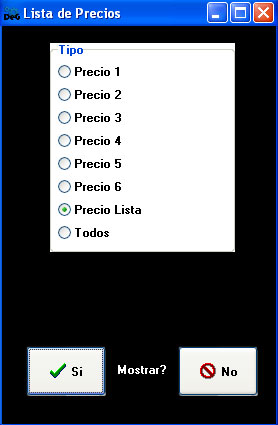 DeG Lista de Precios
Tipo
Precio 1
Precio 2
Precio 3
Precio 4
Precio 5
Precio 6
Precio Lista
Todos
Si Mostrar? No